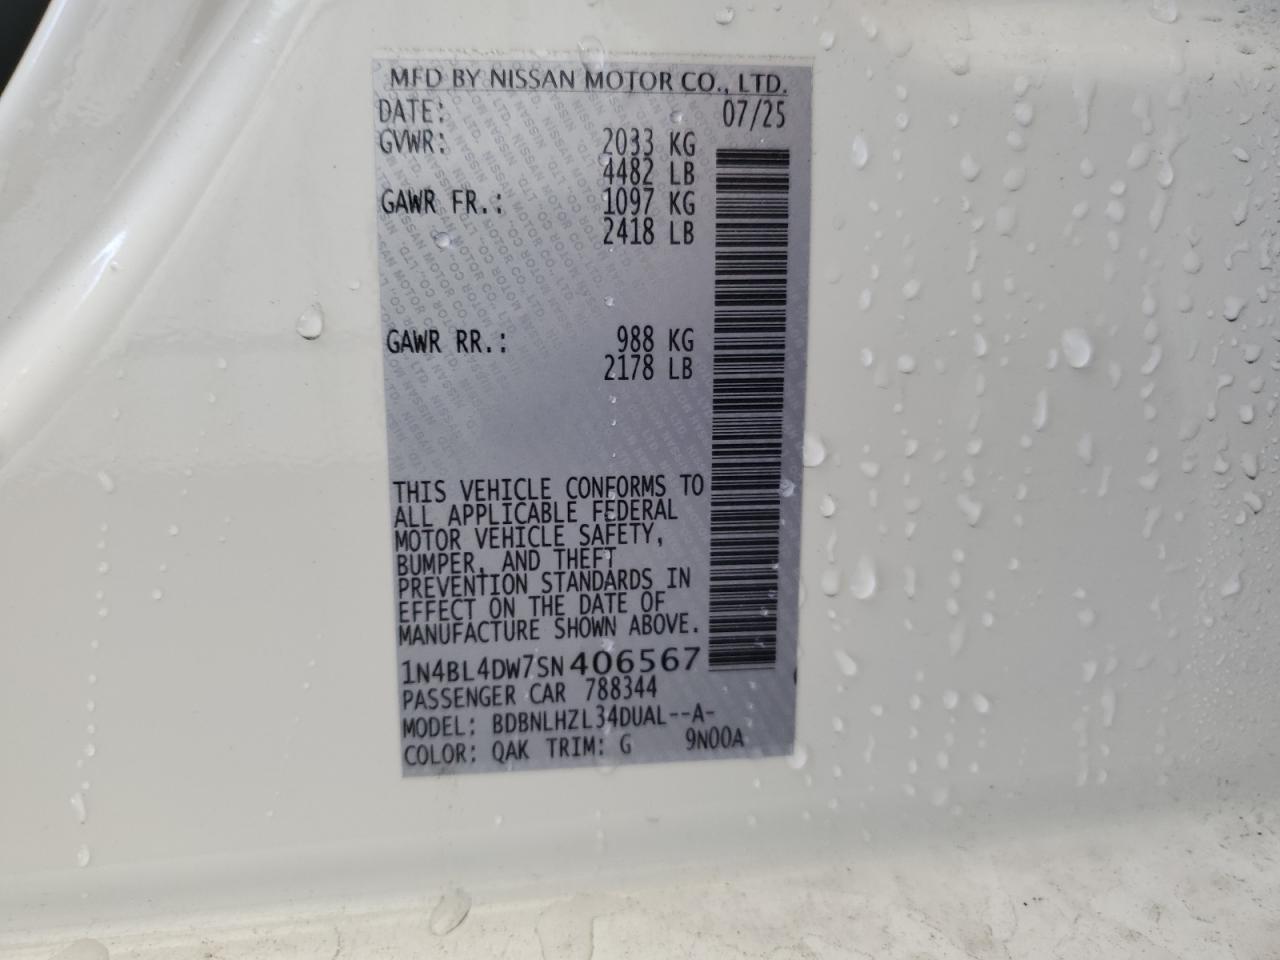 MFD BY NISSAN MOTOR CO., LTD.
DATE: 07/25
GVWR: 2033 KG
4482 LB
GAWR FR.: 1097 KG
2418 LB
GAWR RR.: 988 KG
2178 LB
THIS VEHICLE CONFORMS TO
ALL APPLICABLE FEDERAL
MOTOR VEHICLE SAFETY,
BUMPER, AND THEFT
PREVENTION STANDARDS IN
EFFECT ON THE DATE OF
MANUFACTURE SHOWN ABOVE.
1N4BL4DW7SN406567
PASSENGER CAR 788344
MODEL: BDBNLHZL34DUAL--A-
COLOR: QAK TRIM: G 9N00A